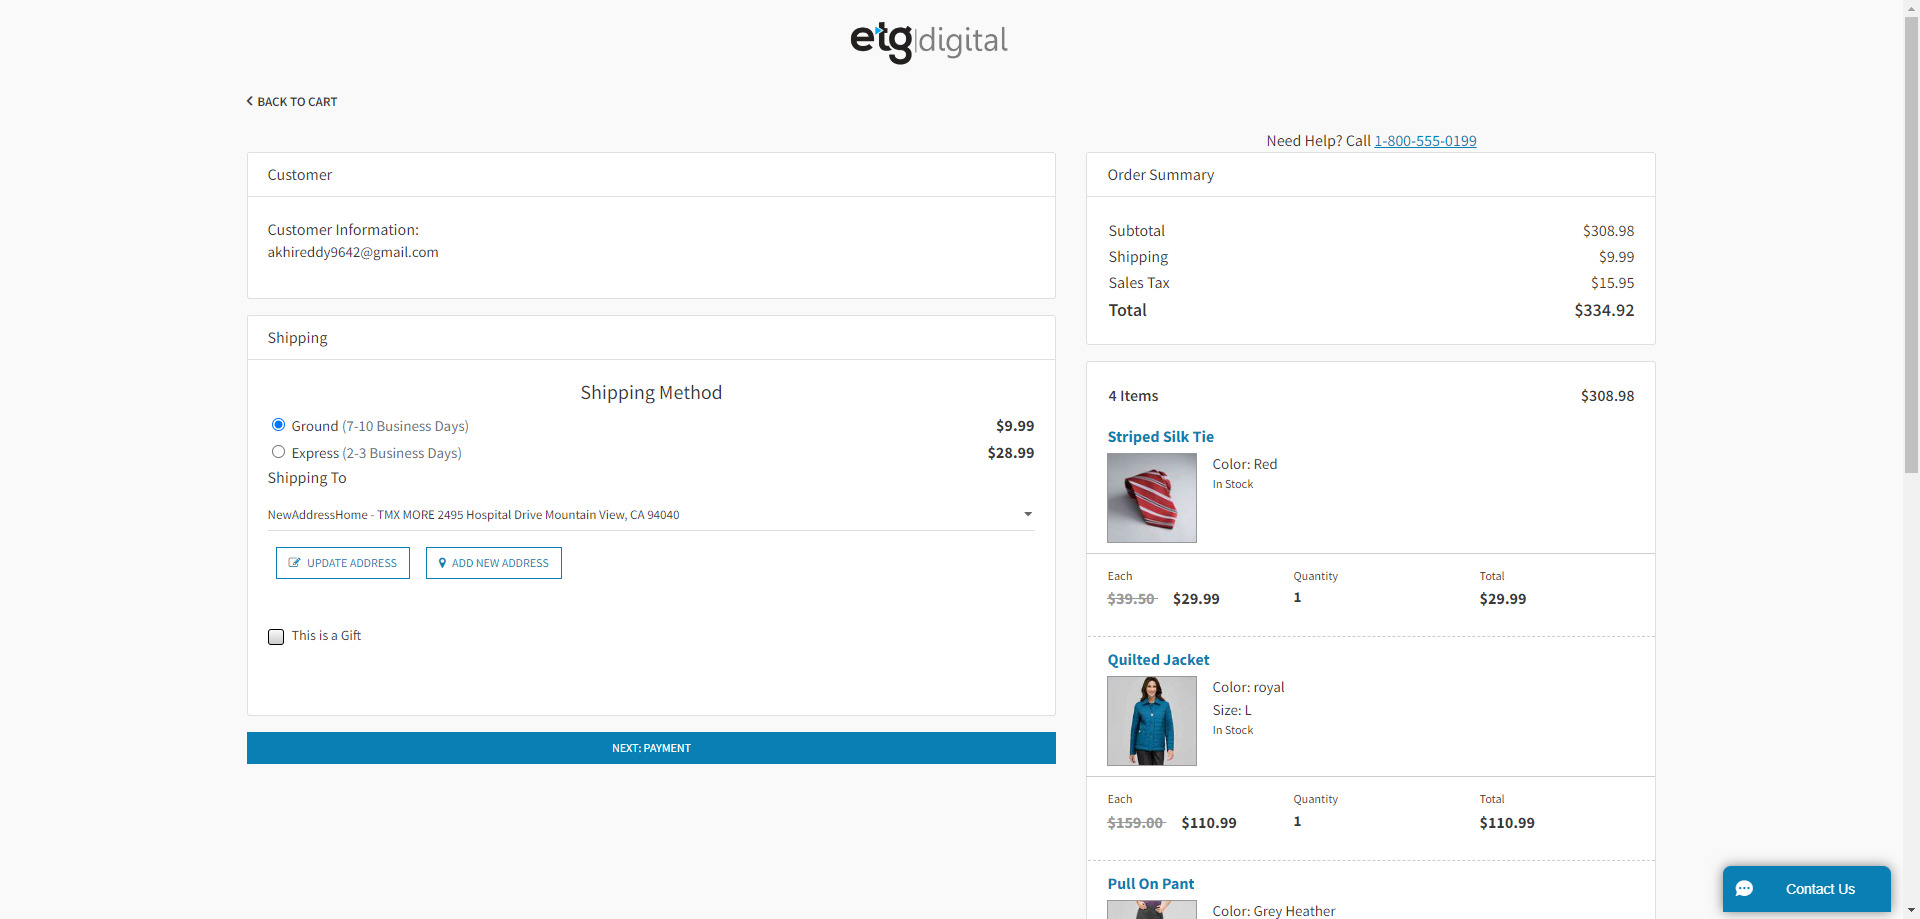 etg|digital
BACK TO CART
Need Help? Call 1-800-555-0199
Customer
Customer Information:
akhireddy9642@gmail.com
Shipping
Shipping Method
Ground (7-10 Business Days) $9.99
Express (2-3 Business Days) $28.99
Shipping To
NewAddressHome - TMX MORE 2495 Hospital Drive Mountain View, CA 94040
UPDATE ADDRESS ADD NEW ADDRESS
This is a Gift
NEXT: PAYMENT
Order Summary
Subtotal $308.98
Shipping $9.99
Sales Tax $15.95
Total $334.92
4 Items $308.98
Striped Silk Tie
Color: Red
In Stock
Each Quantity Total
$39.50 $29.99 1 $29.99
Quilted Jacket
Color: royal
Size: L
In Stock
Each Quantity Total
$159.00 $110.99 1 $110.99
Pull On Pant
Color: Grey Heather
Contact Us